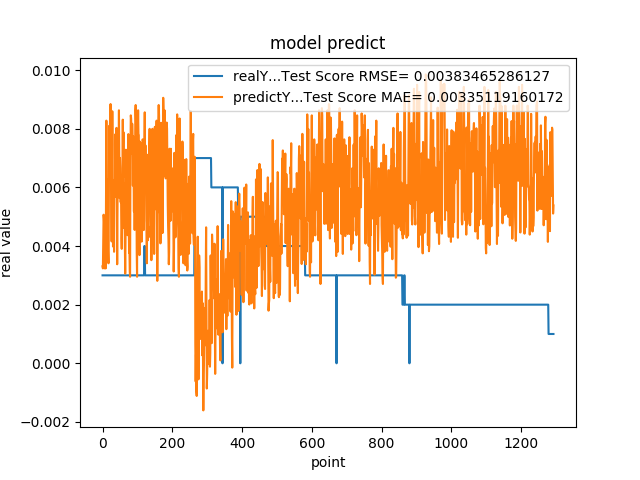 model predict
realY...Test Score RMSE= 0.00383465286127
predictY...Test Score MAE= 0.00335119160172
0.010
0.008
0.006
0.004
0.002
0.000
−0.002
real value
0 200 400 600 800 1000 1200
point